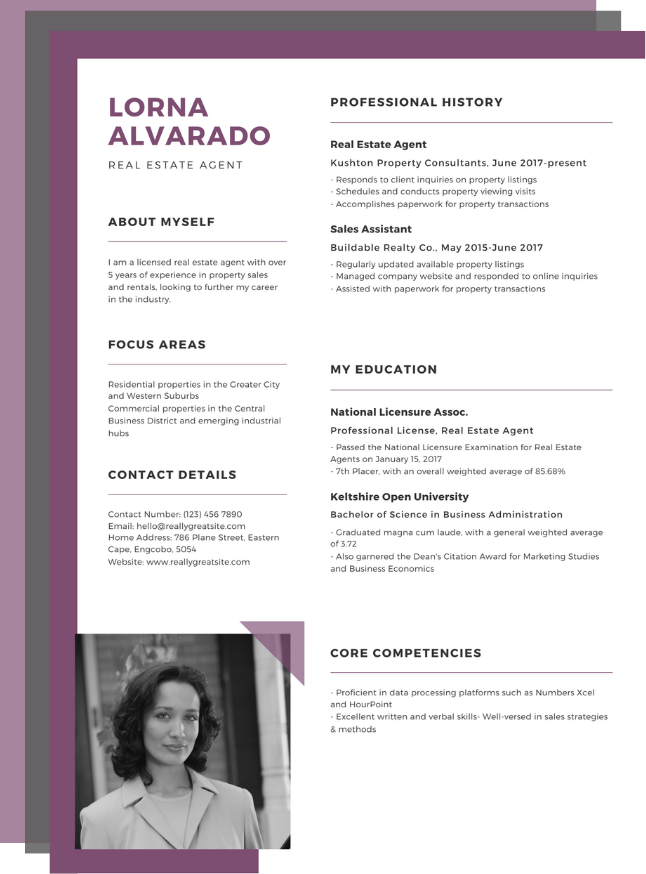 LORNA
ALVARADO
REAL ESTATE AGENT
ABOUT MYSELF
I am a licensed real estate agent with over
5 years of experience in property sales
and rentals, looking to further my career
in the industry.
FOCUS AREAS
Residential properties in the Greater City
and Western Suburbs
Commercial properties in the Central
Business District and emerging industrial
hubs
CONTACT DETAILS
Contact Number: (123) 456 7890
Email: hello@reallygreatsite.com
Home Address: 786 Plane Street, Eastern
Cape, Engcobo, 5054
Website: www.reallygreatsite.com
PROFESSIONAL HISTORY
Real Estate Agent
Kushton Property Consultants, June 2017-present
- Responds to client inquiries on property listings
- Schedules and conducts property viewing visits
- Accomplishes paperwork for property transactions
Sales Assistant
Buildable Realty Co., May 2015-June 2017
- Regularly updated available property listings
- Managed company website and responded to online inquiries
- Assisted with paperwork for property transactions
MY EDUCATION
National Licensure Assoc.
Professional License, Real Estate Agent
- Passed the National Licensure Examination for Real Estate
Agents on January 15, 2017
- 7th Placer, with an overall weighted average of 85.68%
Keltshire Open University
Bachelor of Science in Business Administration
- Graduated magna cum laude, with a general weighted average
of 3.72
- Also garnered the Dean's Citation Award for Marketing Studies
and Business Economics
CORE COMPETENCIES
- Proficient in data processing platforms such as Numbers Xcel
and HourPoint
- Excellent written and verbal skills- Well-versed in sales strategies
& methods